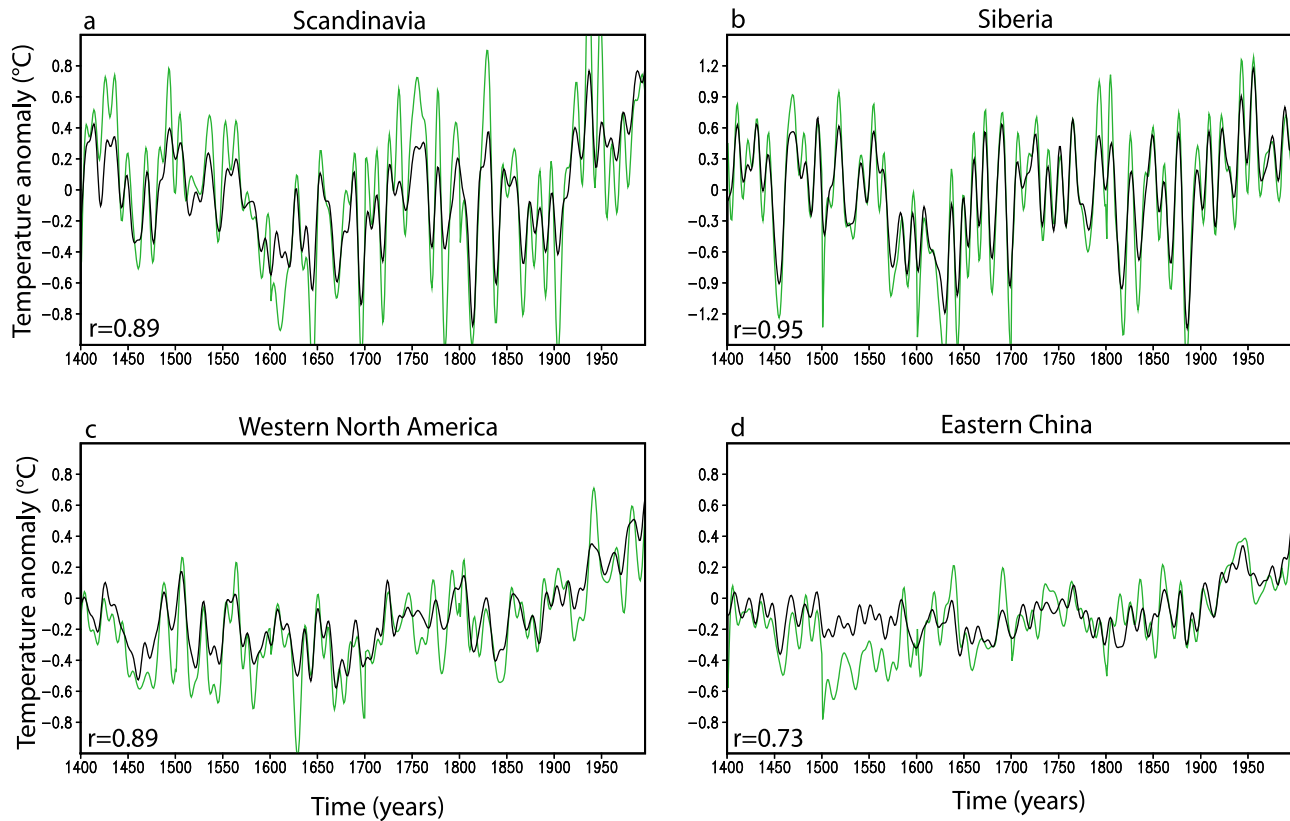 a Scandinavia
Temperature anomaly (°C)
0.8
0.6
0.4
0.2
0
−0.2
−0.4
−0.6
−0.8
r=0.89
1400 1450 1500 1550 1600 1650 1700 1750 1800 1850 1900 1950
b Siberia
1.2
0.9
0.6
0.3
0
−0.3
−0.6
−0.9
−1.2
r=0.95
1400 1450 1500 1550 1600 1650 1700 1750 1800 1850 1900 1950
c Western North America
Temperature anomaly (°C)
0.8
0.6
0.4
0.2
0
−0.2
−0.4
−0.6
−0.8
r=0.89
1400 1450 1500 1550 1600 1650 1700 1750 1800 1850 1900 1950
Time (years)
d Eastern China
0.8
0.6
0.4
0.2
0
−0.2
−0.4
−0.6
−0.8
r=0.73
1400 1450 1500 1550 1600 1650 1700 1750 1800 1850 1900 1950
Time (years)